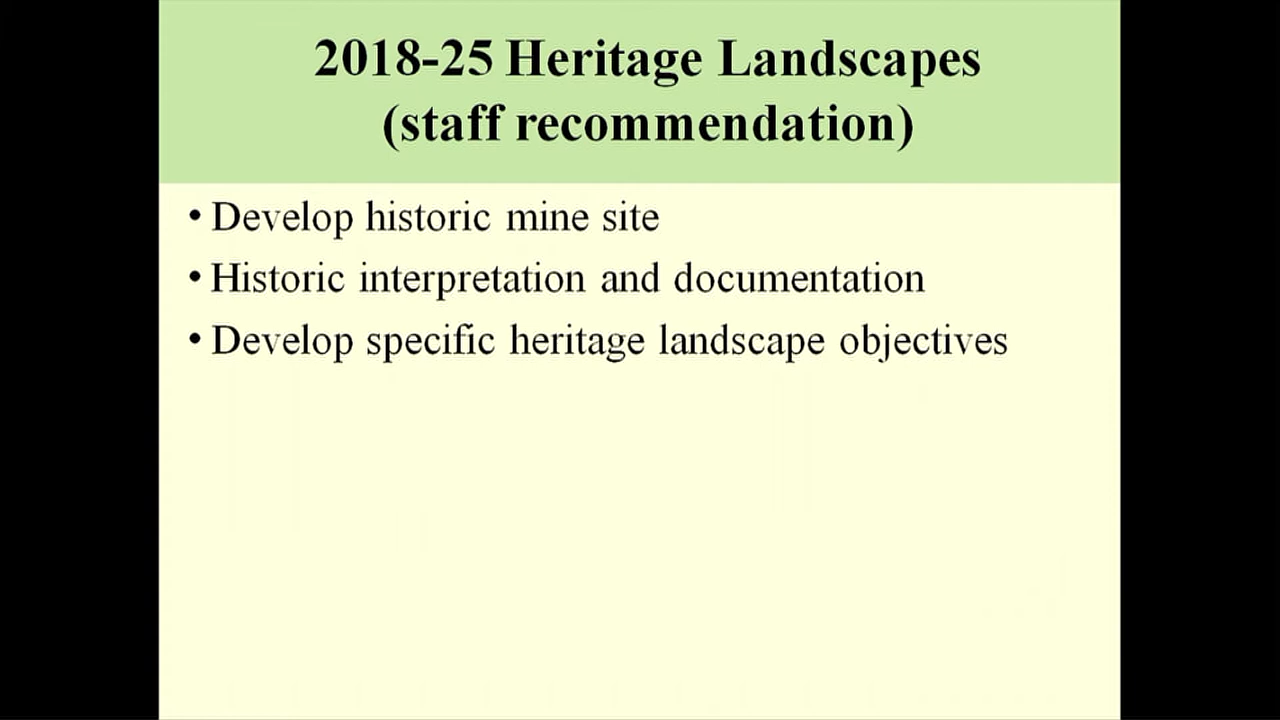 2018-25 Heritage Landscapes
(staff recommendation)
• Develop historic mine site
• Historic interpretation and documentation
• Develop specific heritage landscape objectives